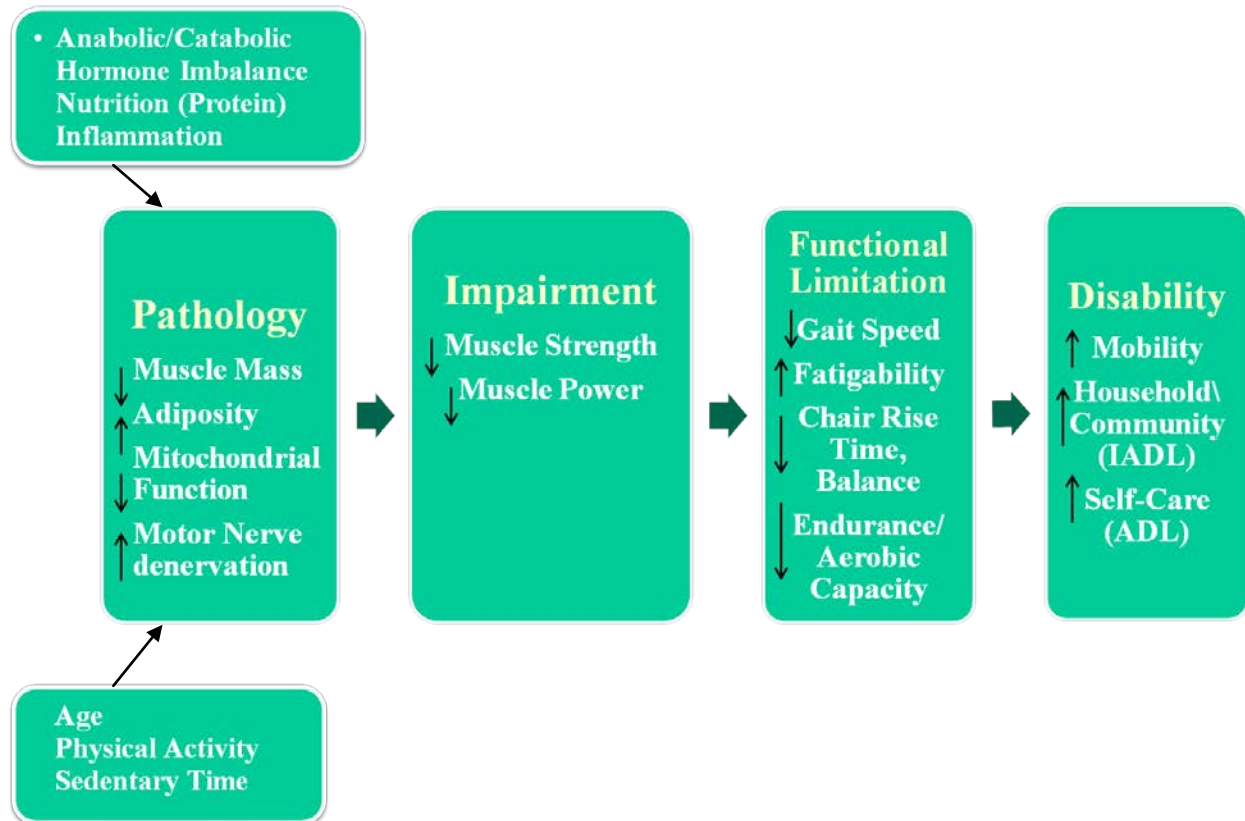 • Anabolic/Catabolic
Hormone Imbalance
Nutrition (Protein)
Inflammation
Pathology
↓ Muscle Mass
↑ Adiposity
↓ Mitochondrial
Function
↑ Motor Nerve
denervation
Impairment
↓ Muscle Strength
↓ Muscle Power
Functional
Limitation
↓ Gait Speed
↑ Fatigability
↓ Chair Rise
Time,
Balance
↓ Endurance/
Aerobic
Capacity
Disability
↑ Mobility
↑ Household\
Community
(IADL)
↑ Self-Care
(ADL)
Age
Physical Activity
Sedentary Time